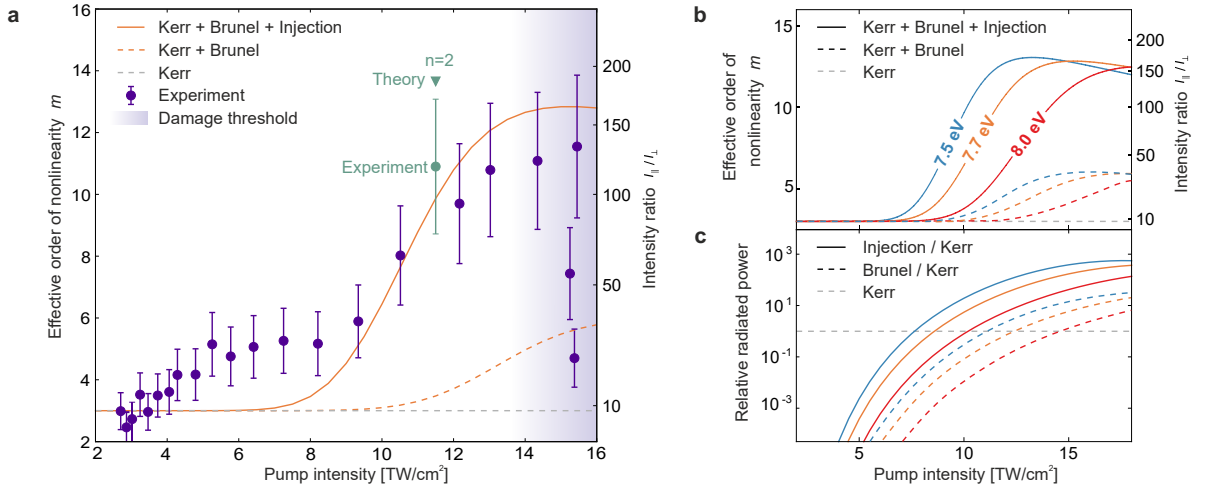 a
Kerr + Brunel + Injection
Kerr + Brunel
Kerr
Experiment
Damage threshold
n=2
Theory
Experiment
Effective order of nonlinearity m
16
14
12
10
8
6
4
2
2
4
6
8
10
12
14
16
Pump intensity [TW/cm²]
200
150
100
50
10
Intensity ratio I∥ / I⊥
b
Kerr + Brunel + Injection
Kerr + Brunel
Kerr
7.5 eV
7.7 eV
8.0 eV
Effective order of
nonlinearity m
15
10
5
200
150
100
50
10
Intensity ratio I∥ / I⊥
c
Injection / Kerr
Brunel / Kerr
Kerr
Relative radiated power
10³
10¹
10⁻¹
10⁻³
5
10
15
Pump intensity [TW/cm²]